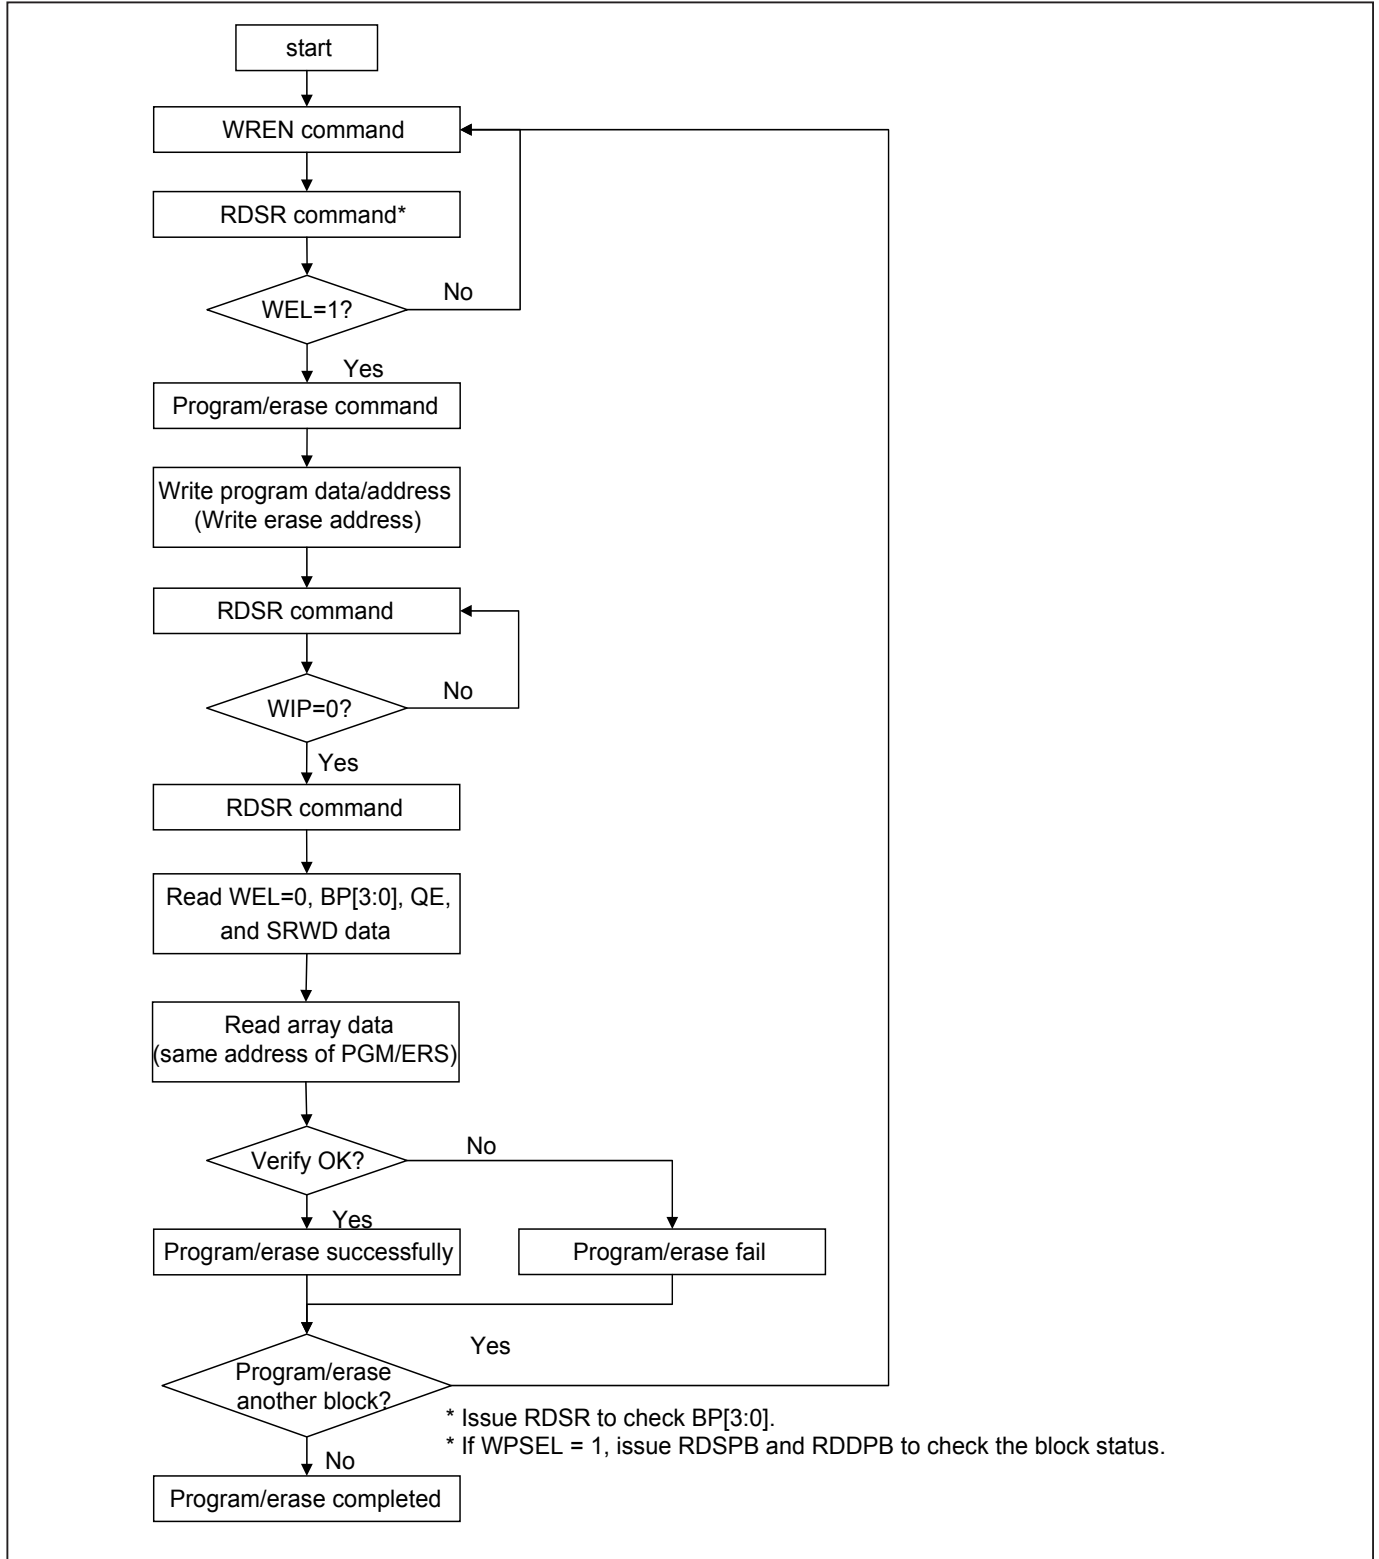 start
WREN command
RDSR command*
WEL=1?
No
Yes
Program/erase command
Write program data/address
(Write erase address)
RDSR command
WIP=0?
No
Yes
RDSR command
Read WEL=0, BP[3:0], QE,
and SRWD data
Read array data
(same address of PGM/ERS)
Verify OK?
No
Yes
Program/erase successfully
Program/erase fail
Program/erase
another block?
Yes
* Issue RDSR to check BP[3:0].
* If WPSEL = 1, issue RDSPB and RDDPB to check the block status.
No
Program/erase completed